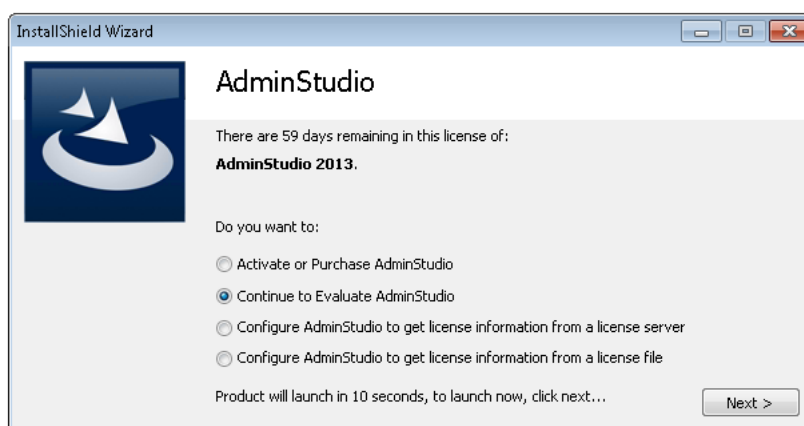 InstallShield Wizard
AdminStudio
There are 59 days remaining in this license of:
AdminStudio 2013.
Do you want to:
Activate or Purchase AdminStudio
Continue to Evaluate AdminStudio
Configure AdminStudio to get license information from a license server
Configure AdminStudio to get license information from a license file
Product will launch in 10 seconds, to launch now, click next...
Next >